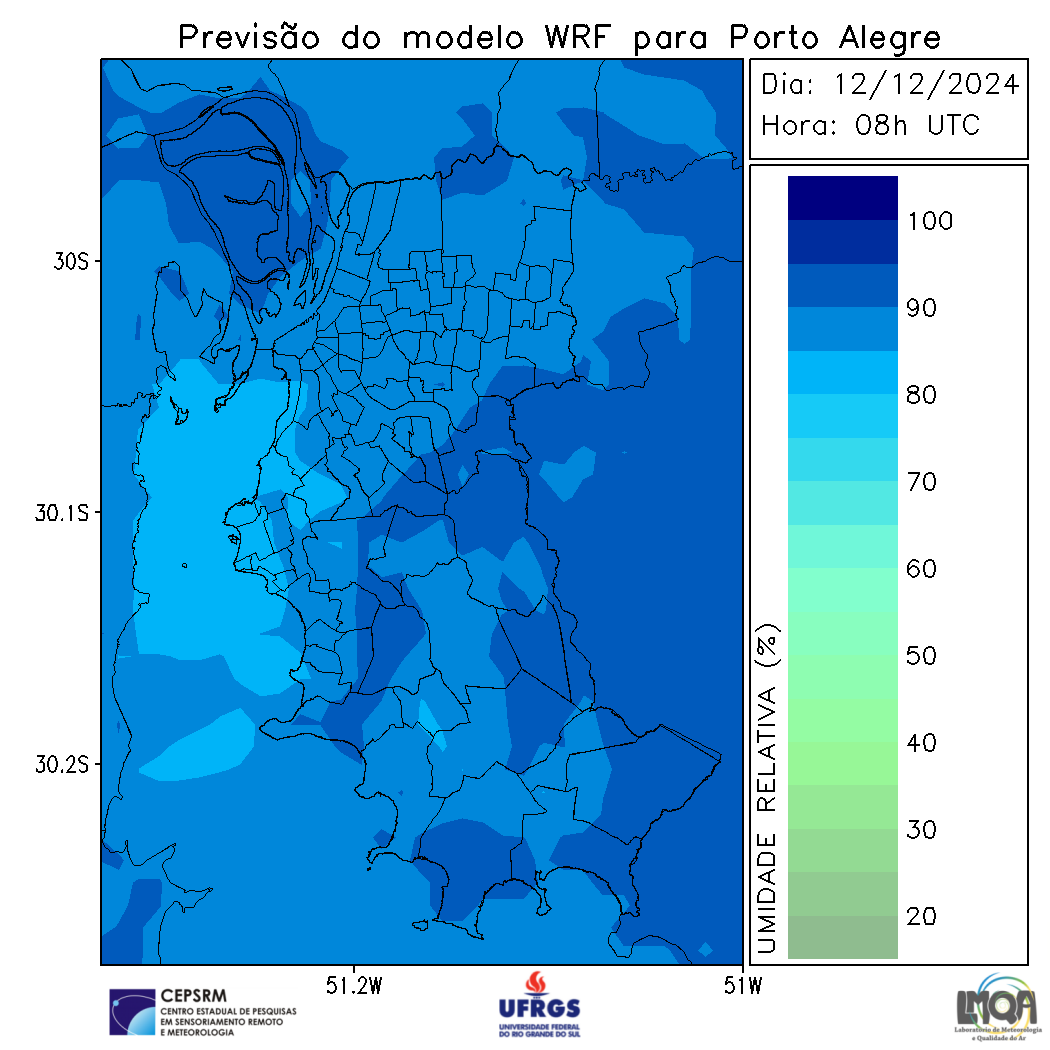 Previsão do modelo WRF para Porto Alegre
Dia: 12/12/2024
Hora: 08h UTC
100
90
80
70
60
50
40
30
20
UMIDADE RELATIVA (%)
30S
30.1S
30.2S
51.2W
51W
CEPSRM
CENTRO ESTADUAL DE PESQUISAS
EM SENSORIAMENTO REMOTO
E METEOROLOGIA
UFRGS
UNIVERSIDADE FEDERAL
DO RIO GRANDE DO SUL
LMQA
Laboratório de Meteorologia
e Qualidade do Ar